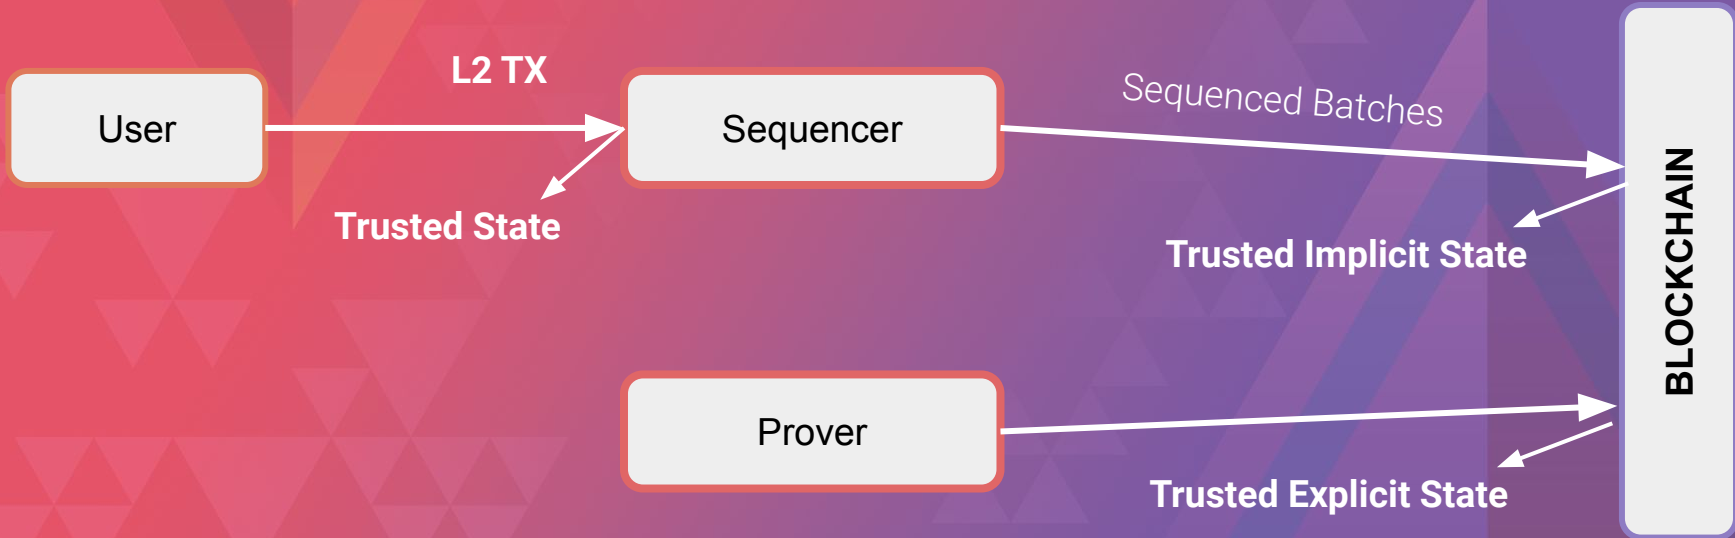 L2 TX
User
Sequencer
Sequenced Batches
Trusted State
Trusted Implicit State
BLOCKCHAIN
Prover
Trusted Explicit State